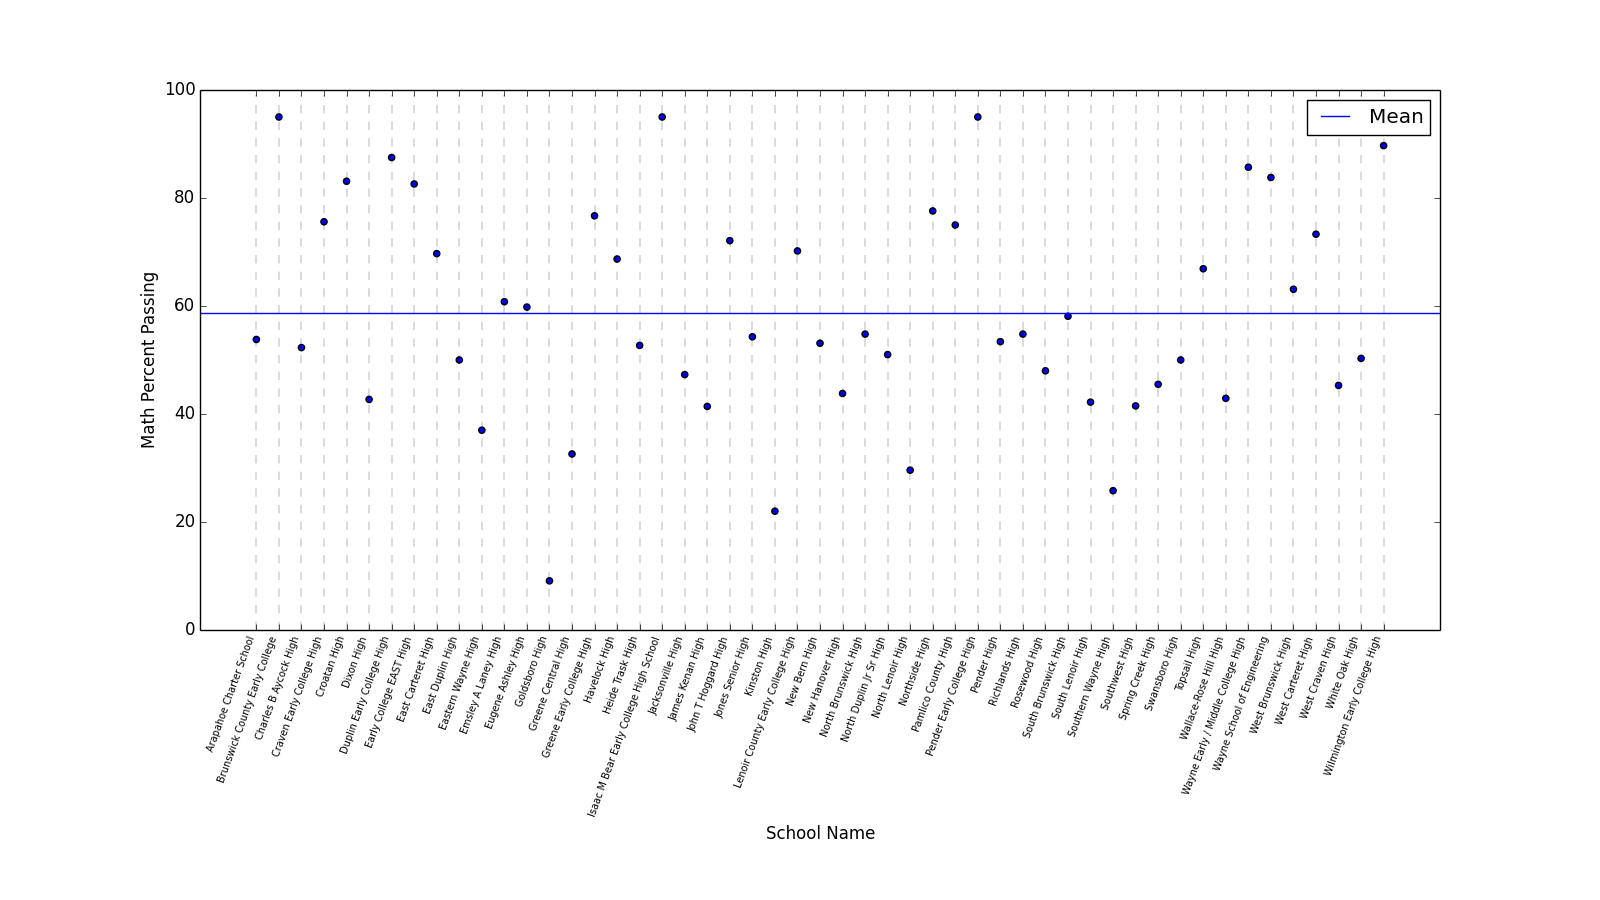 100
80
60
40
20
0
Math Percent Passing
Mean
Arapahoe Charter School
Brunswick County Early College
Charles B Aycock High
Craven Early College High
Croatan High
Dixon High
Duplin Early College High
Early College EAST High
East Carteret High
East Duplin High
Eastern Wayne High
Emsley A Laney High
Eugene Ashley High
Goldsboro High
Greene Central High
Greene Early College High
Havelock High
Heide Trask High
Isaac M Bear Early College High School
Jacksonville High
James Kenan High
John T Hoggard High
Jones Senior High
Kinston High
Lenoir County Early College High
New Bern High
New Hanover High
North Brunswick High
North Duplin Jr Sr High
North Lenoir High
Northside High
Pamlico County High
Pender Early College High
Pender High
Richlands High
Rosewood High
South Brunswick High
South Lenoir High
Southern Wayne High
Southwest High
Spring Creek High
Swansboro High
Topsail High
Wallace-Rose Hill High
Wayne Early / Middle College High
Wayne School of Engineering
West Brunswick High
West Carteret High
West Craven High
White Oak High
Wilmington Early College High
School Name